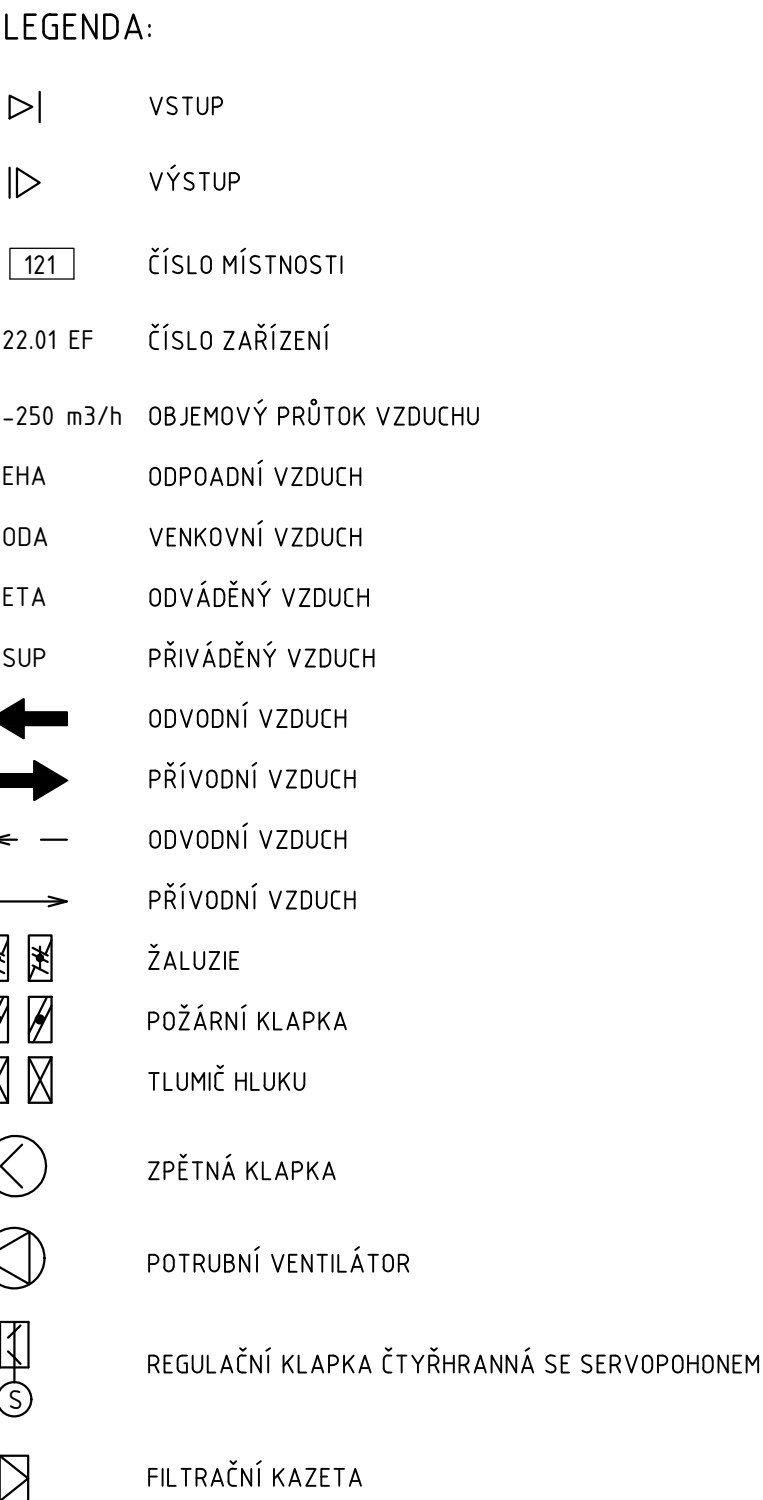 LEGENDA:
VSTUP
VÝSTUP
121 ČÍSLO MÍSTNOSTI
22.01 EF ČÍSLO ZAŘÍZENÍ
-250 m3/h OBJEMOVÝ PRŮTOK VZDUCHU
EHA ODPOADNÍ VZDUCH
ODA VENKOVNÍ VZDUCH
ETA ODVÁDĚNÝ VZDUCH
SUP PŘIVÁDĚNÝ VZDUCH
ODVODNÍ VZDUCH
PŘÍVODNÍ VZDUCH
ODVODNÍ VZDUCH
PŘÍVODNÍ VZDUCH
ŽALUZIE
POŽÁRNÍ KLAPKA
TLUMIČ HLUKU
ZPĚTNÁ KLAPKA
POTRUBNÍ VENTILÁTOR
REGULAČNÍ KLAPKA ČTYŘHRANNÁ SE SERVOPOHONEM
S
FILTRAČNÍ KAZETA